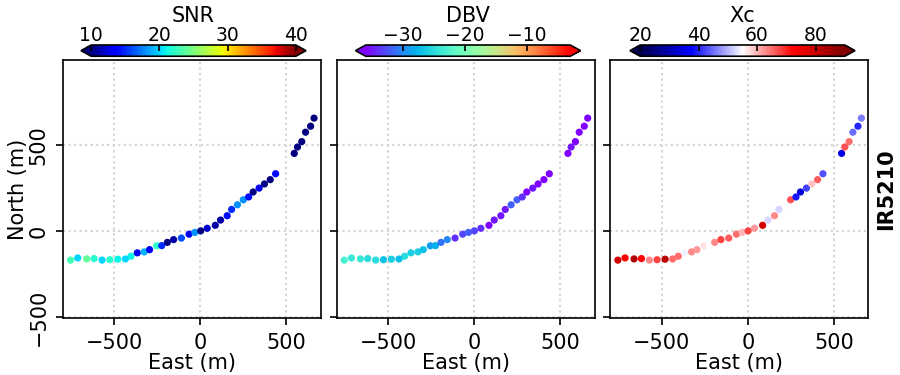 SNR
DBV
Xc
10 20 30 40
−30 −20 −10
20 40 60 80
North (m)
500
0
−500
−500 0 500
−500 0 500
−500 0 500
East (m)
East (m)
East (m)
IR5210